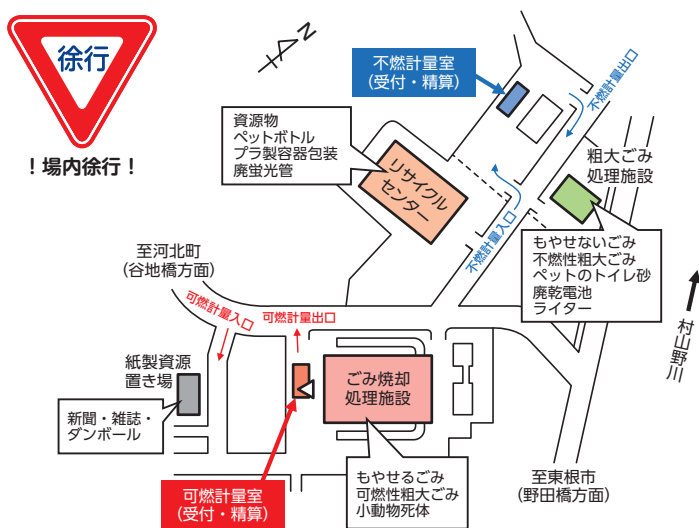 徐行
！場内徐行！
N
不燃計量室
（受付・精算）
不燃計量出口
資源物
ペットボトル
プラ製容器包装
廃蛍光管
リサイクル
センター
粗大ごみ
処理施設
不燃計量入口
もやせないごみ
不燃性粗大ごみ
ペットのトイレ砂
廃乾電池
ライター
至河北町
（谷地橋方面）
可燃計量入口
可燃計量出口
村山野川
紙製資源
置き場
ごみ焼却
処理施設
新聞・雑誌・
ダンボール
もやせるごみ
可燃性粗大ごみ
小動物死体
至東根市
（野田橋方面）
可燃計量室
（受付・精算）